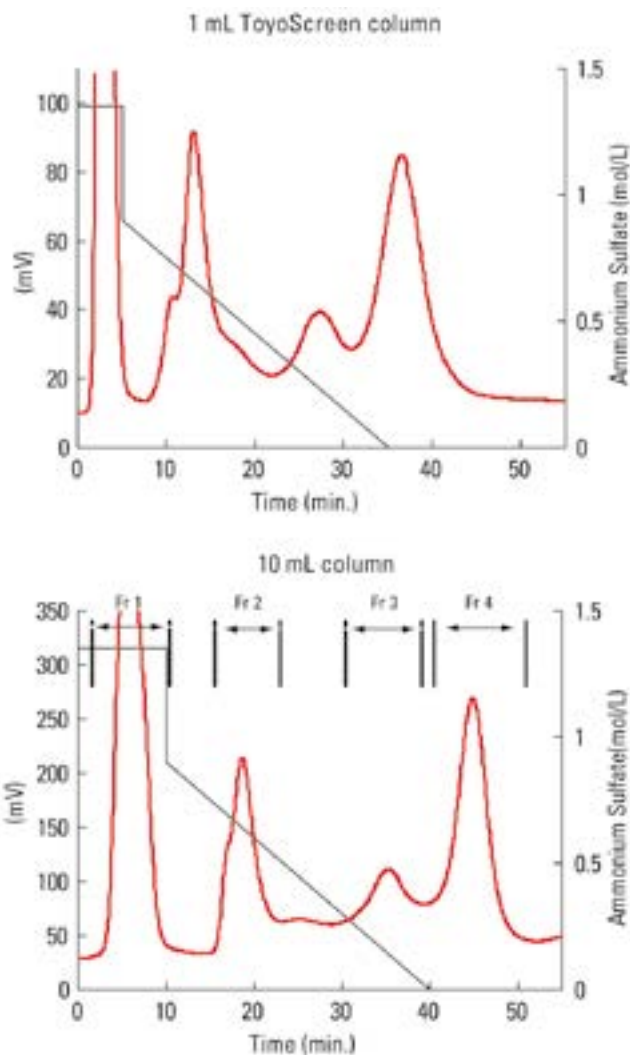 1 mL ToyoScreen column
100
80
60
40
20
0
(mV)
1.5
1
0.5
0
Ammonium Sulfate (mol/L)
0 10 20 30 40 50
Time (min.)
10 mL column
Fr 1 Fr 2 Fr 3 Fr 4
350
300
250
200
150
100
50
0
(mV)
1.5
1
0.5
0
Ammonium Sulfate(mol/L)
0 10 20 30 40 50
Time (min.)